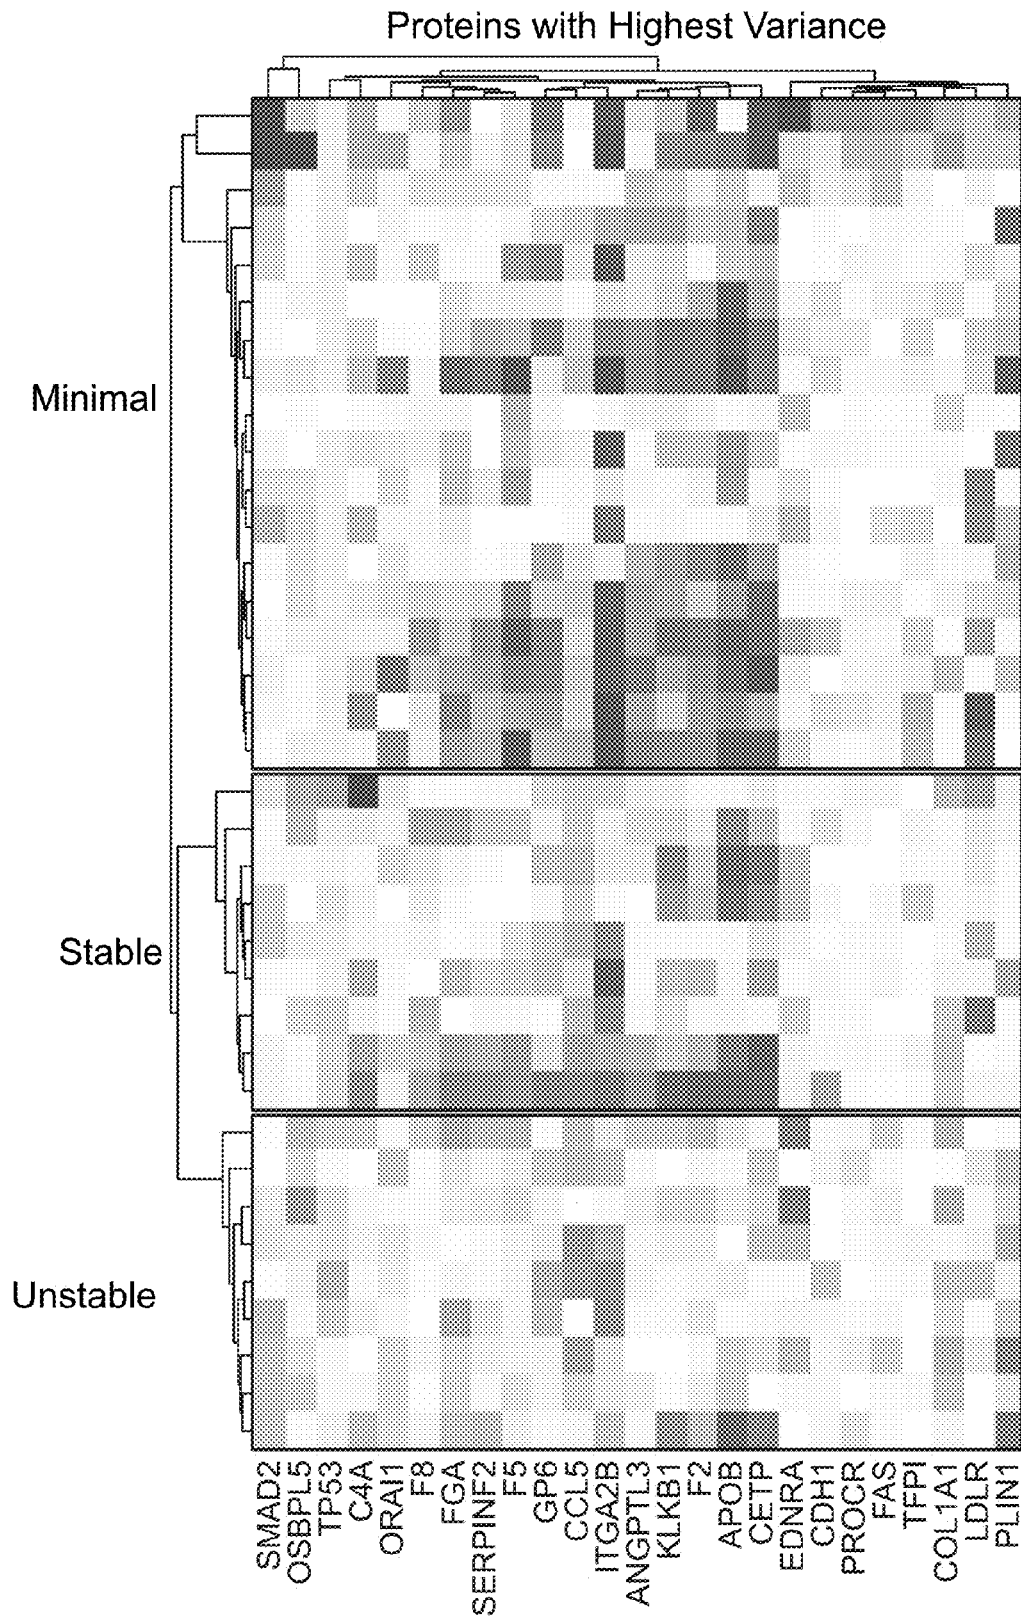 Proteins with Highest Variance
Minimal
Stable
Unstable
SMAD2
OSBPL5
TP53
C4A
ORAI1
F8
FGA
SERPINF2
F5
GP6
CCL5
ITGA2B
ANGPTL3
KLKB1
F2
APOB
CETP
EDNRA
CDH1
PROCR
FAS
TFPI
COL1A1
LDLR
PLIN1